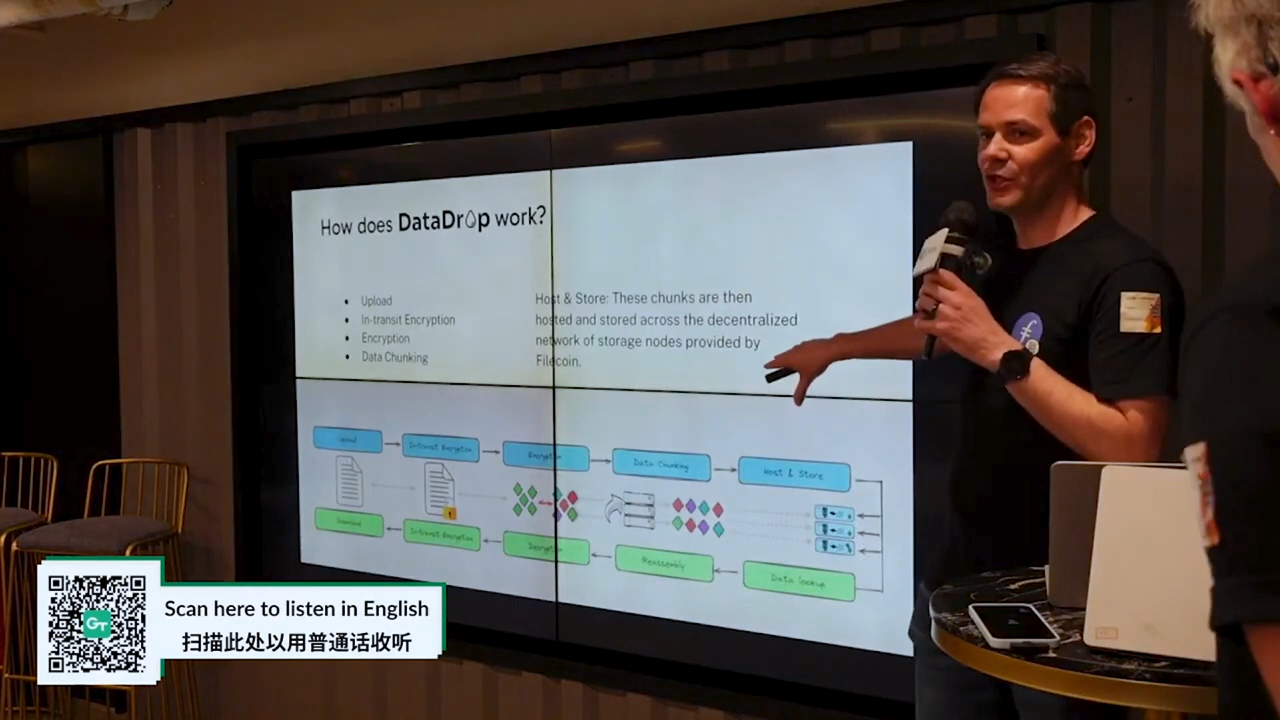 How does DataDrop work?
Upload
In-transit Encryption
Encryption
Data Chunking
Host & Store: These chunks are then
hosted and stored across the decentralized
network of storage nodes provided by
Filecoin.
Upload
In-transit Encryption
Encryption
Data Chunking
Host & Store
Download
In-transit Encryption
Decryption
Reassembly
Data lookup
GT
Scan here to listen in English
扫描此处以用普通话收听